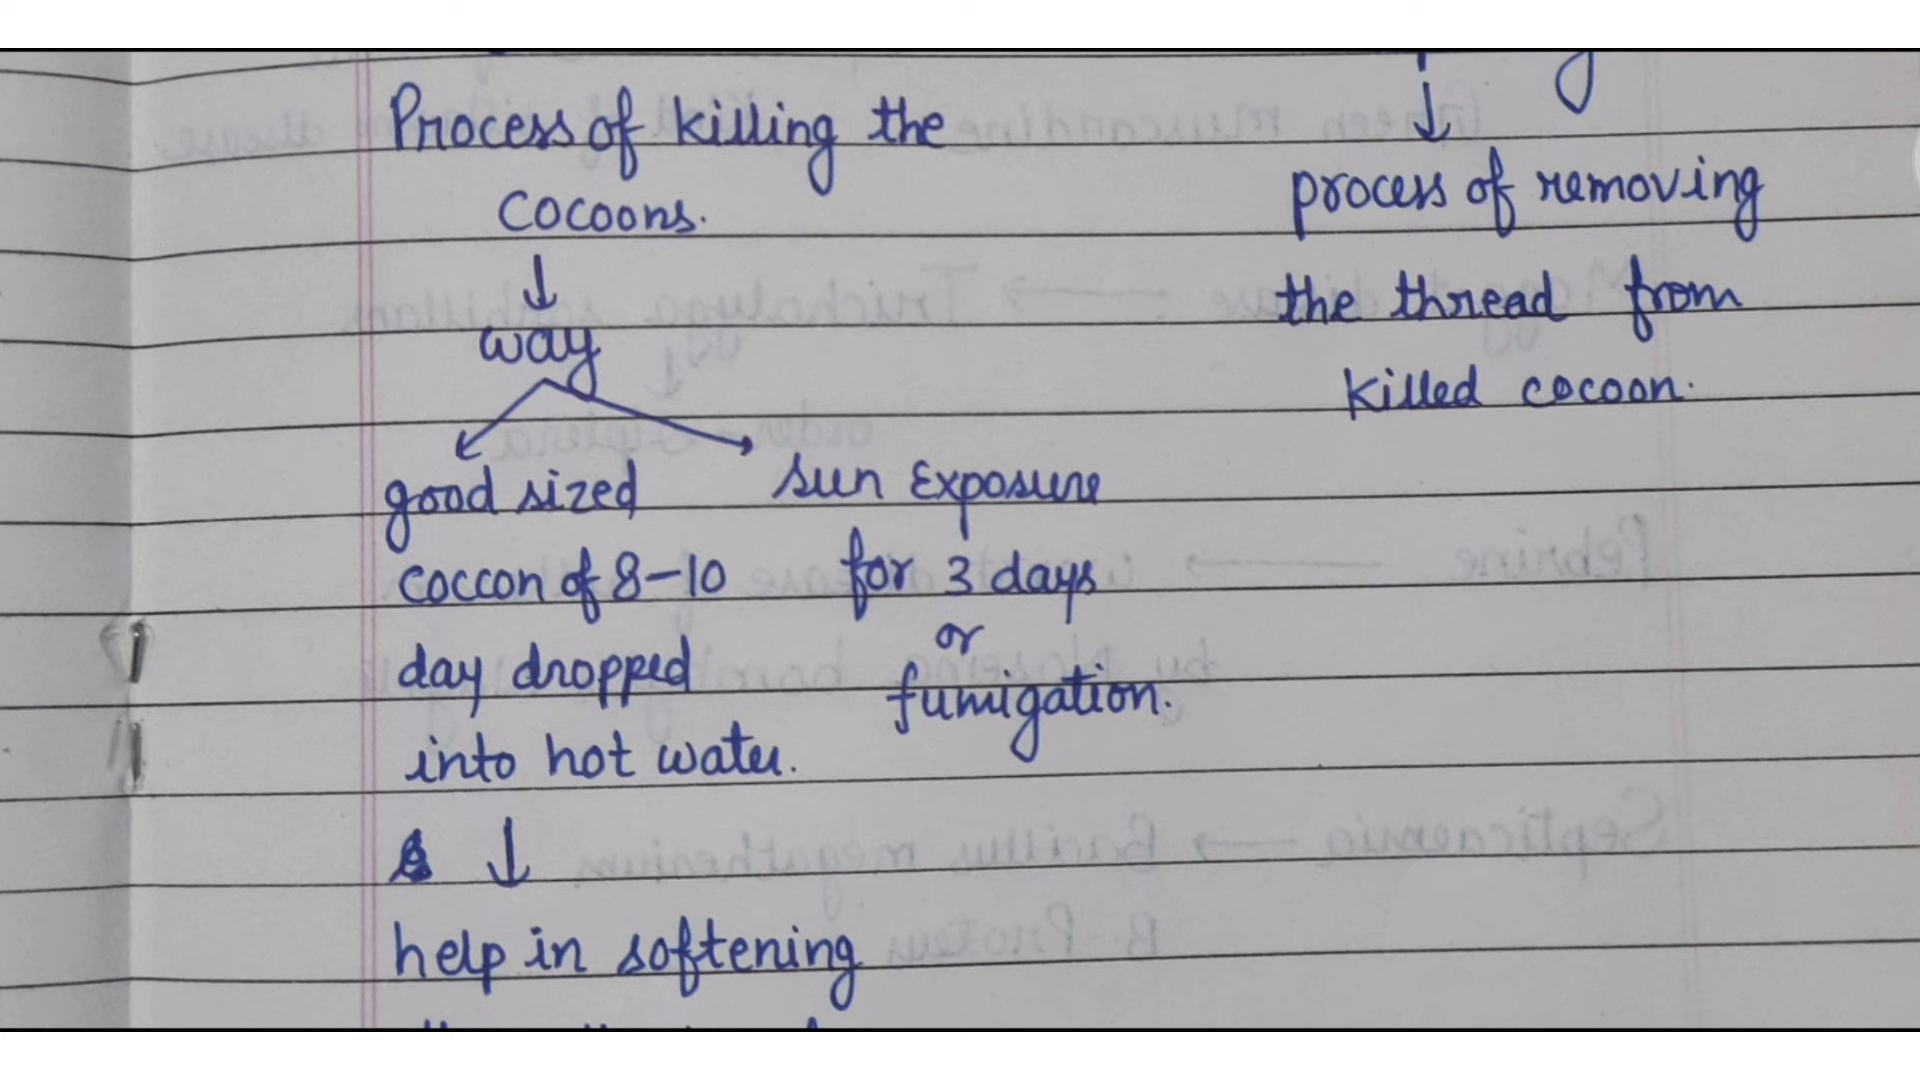 Process of killing the
cocoons.
↓
way
good sized
coccon of 8-10
day dropped
into hot water.
↓
help in softening
sun Exposure
for 3 days
or
fumigation.
↓
process of removing
the thread from
killed cocoon.